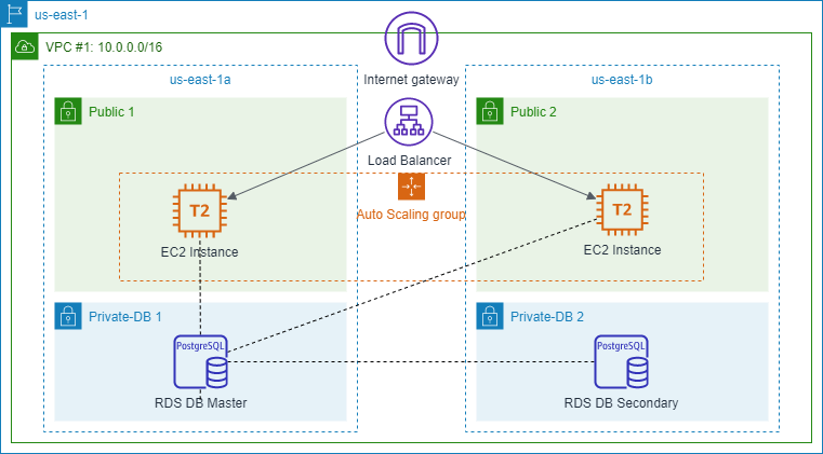 us-east-1
VPC #1: 10.0.0.0/16
us-east-1a
Internet gateway
us-east-1b
Public 1
Public 2
Load Balancer
T2
T2
Auto Scaling group
EC2 Instance
EC2 Instance
Private-DB 1
Private-DB 2
PostgreSQL
PostgreSQL
RDS DB Master
RDS DB Secondary